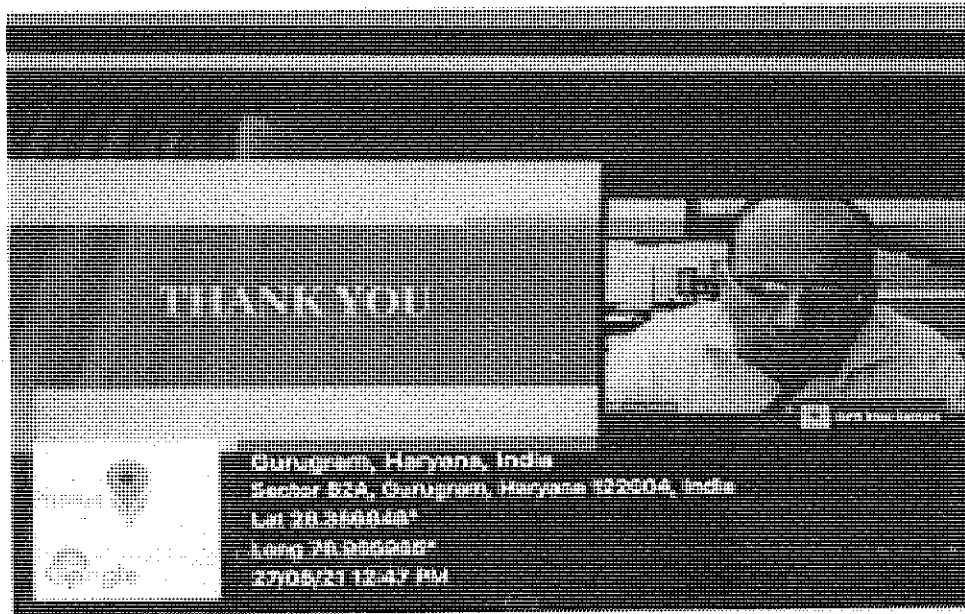 THANK YOU
Gurugram, Haryana, India
Sector 82A, Gurugram, Haryana 122004, India
Lat
Long
27/05/21 12:47 PM